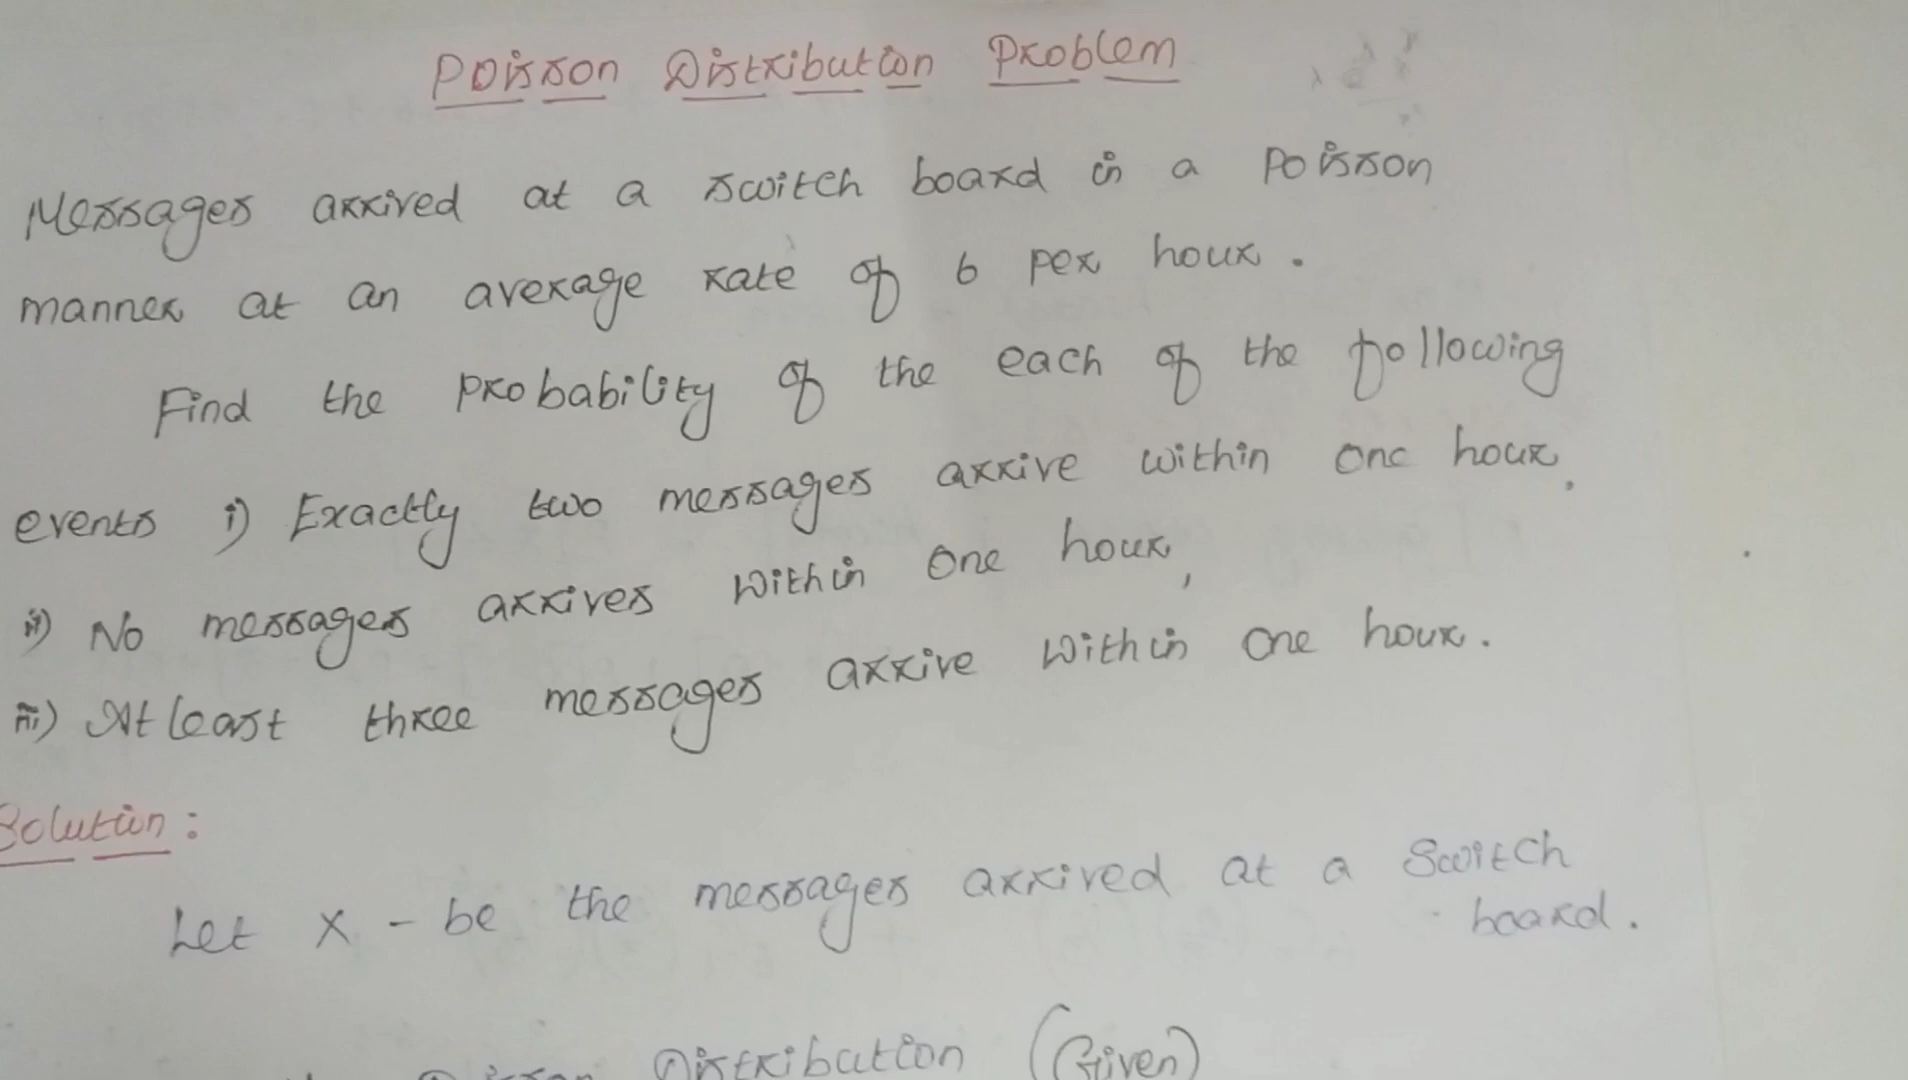 Poisson Distribution Problem
Messages arrived at a switch board in a Poisson
manner at an average rate of 6 per hour.
Find the probability of the each of the following
events i) Exactly two messages arrive within one hour,
ii) No messages arrives within one hour,
iii) Atleast three messages arrive within one hour.
Solution:
Let X - be the messages arrived at a switch
board.
Poisson Distribution (Given)